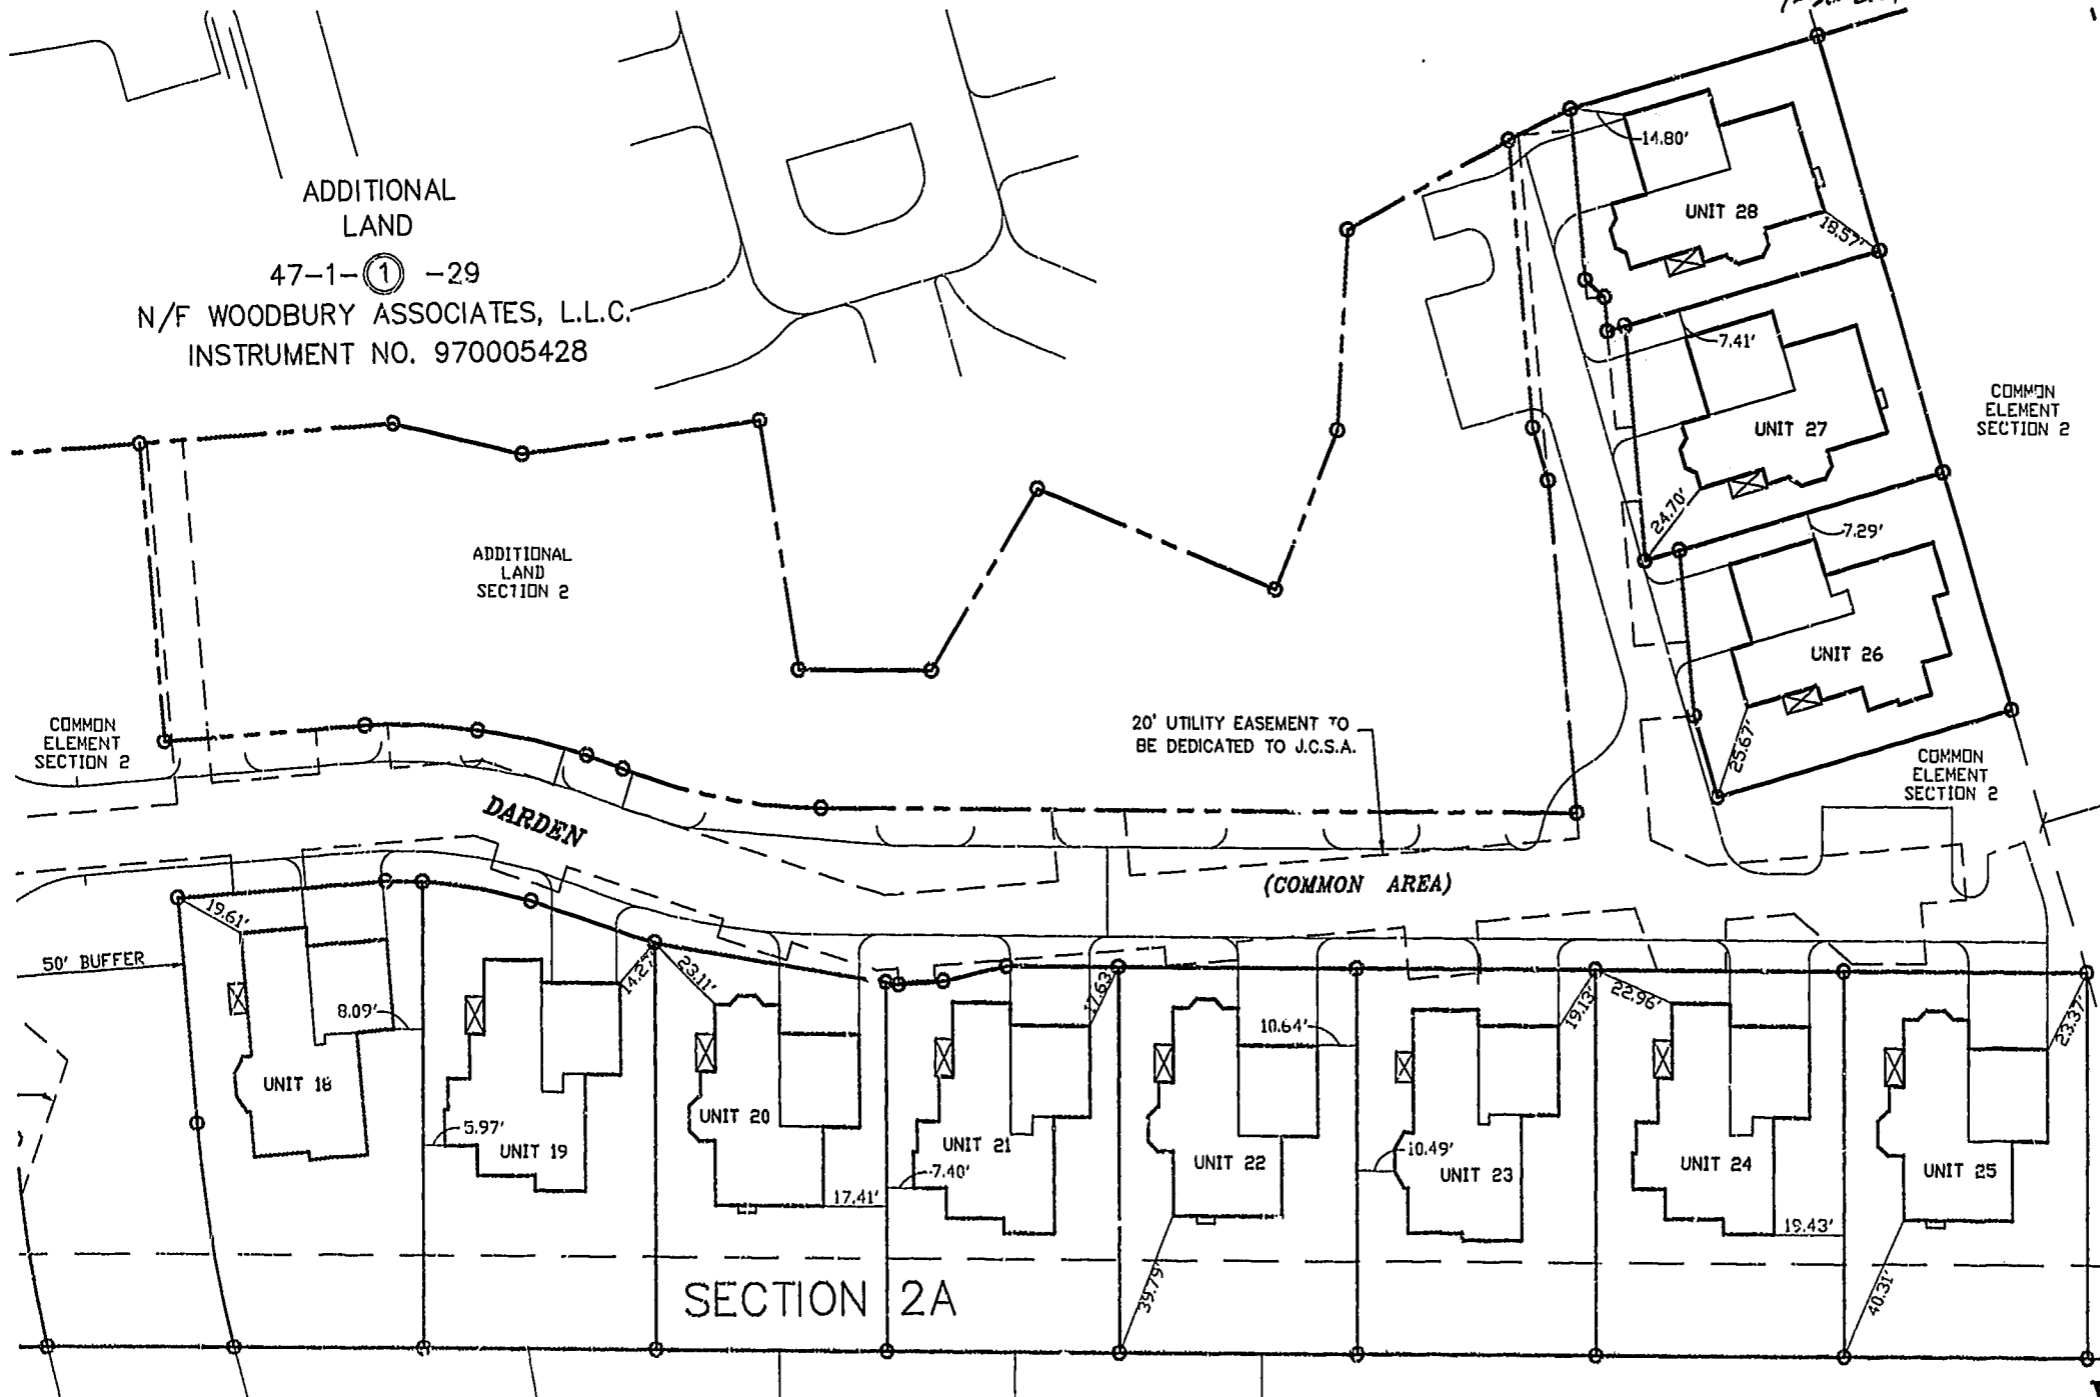 ADDITIONAL
LAND
47-1-1-29
N/F WOODBURY ASSOCIATES, L.L.C.
INSTRUMENT NO. 970005428
14.80'
UNIT 28
18.57'
7.41'
UNIT 27
24.70'
COMMON
ELEMENT
SECTION 2
7.29'
UNIT 26
25.67'
ADDITIONAL
LAND
SECTION 2
COMMON
ELEMENT
SECTION 2
20' UTILITY EASEMENT TO
BE DEDICATED TO J.C.S.A.
COMMON
ELEMENT
SECTION 2
DARDEN
(COMMON AREA)
50' BUFFER
19.61'
8.09'
UNIT 18
5.97'
UNIT 19
14.27'
23.11'
UNIT 20
17.41'
UNIT 21
7.40'
17.63'
10.64'
UNIT 22
39.79'
10.49'
UNIT 23
19.13'
22.96'
UNIT 24
19.43'
UNIT 25
23.37'
40.31'
SECTION 2A